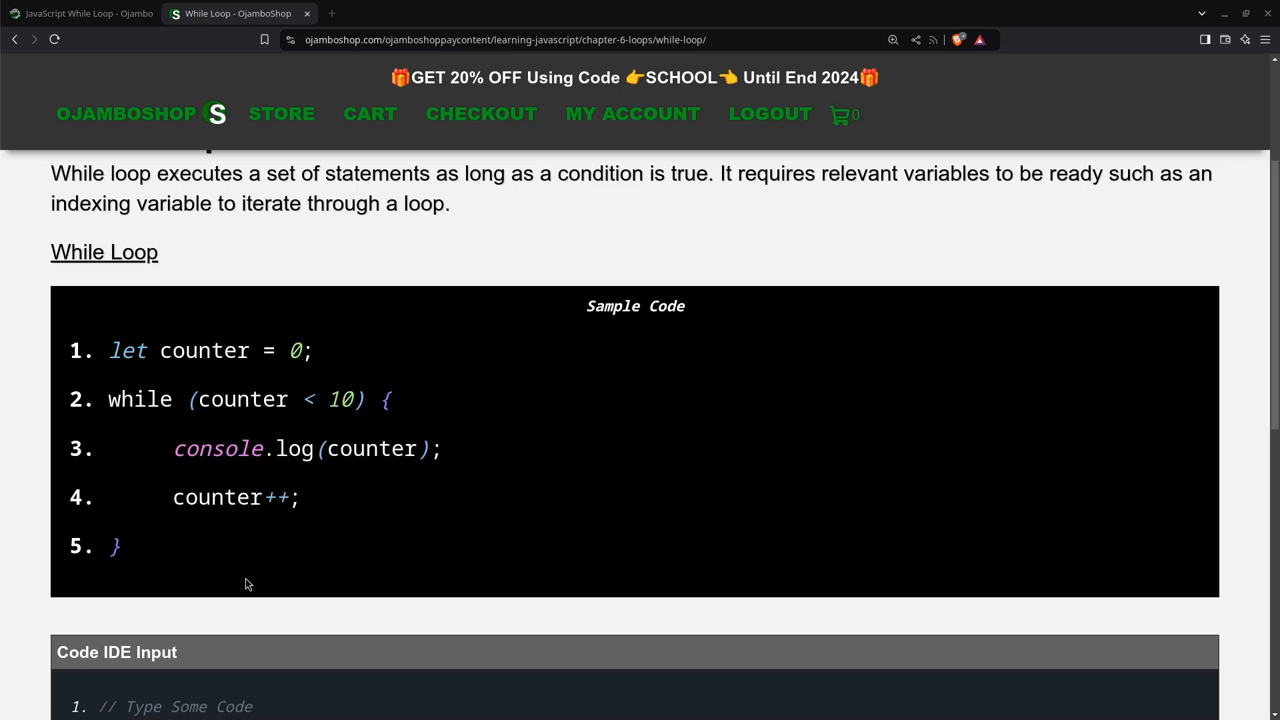 JavaScript While Loop - Ojambo
While Loop - OjamboShop
ojamboshop.com/ojamboshoppaycontent/learning-javascript/chapter-6-loops/while-loop/
🎁GET 20% OFF Using Code 👉SCHOOL👈 Until End 2024🎁
OJAMBOSHOP S STORE CART CHECKOUT MY ACCOUNT LOGOUT 0
While loop executes a set of statements as long as a condition is true. It requires relevant variables to be ready such as an
indexing variable to iterate through a loop.
While Loop
Sample Code
1. let counter = 0;
2. while (counter < 10) {
3. console.log(counter);
4. counter++;
5. }
Code IDE Input
1. // Type Some Code